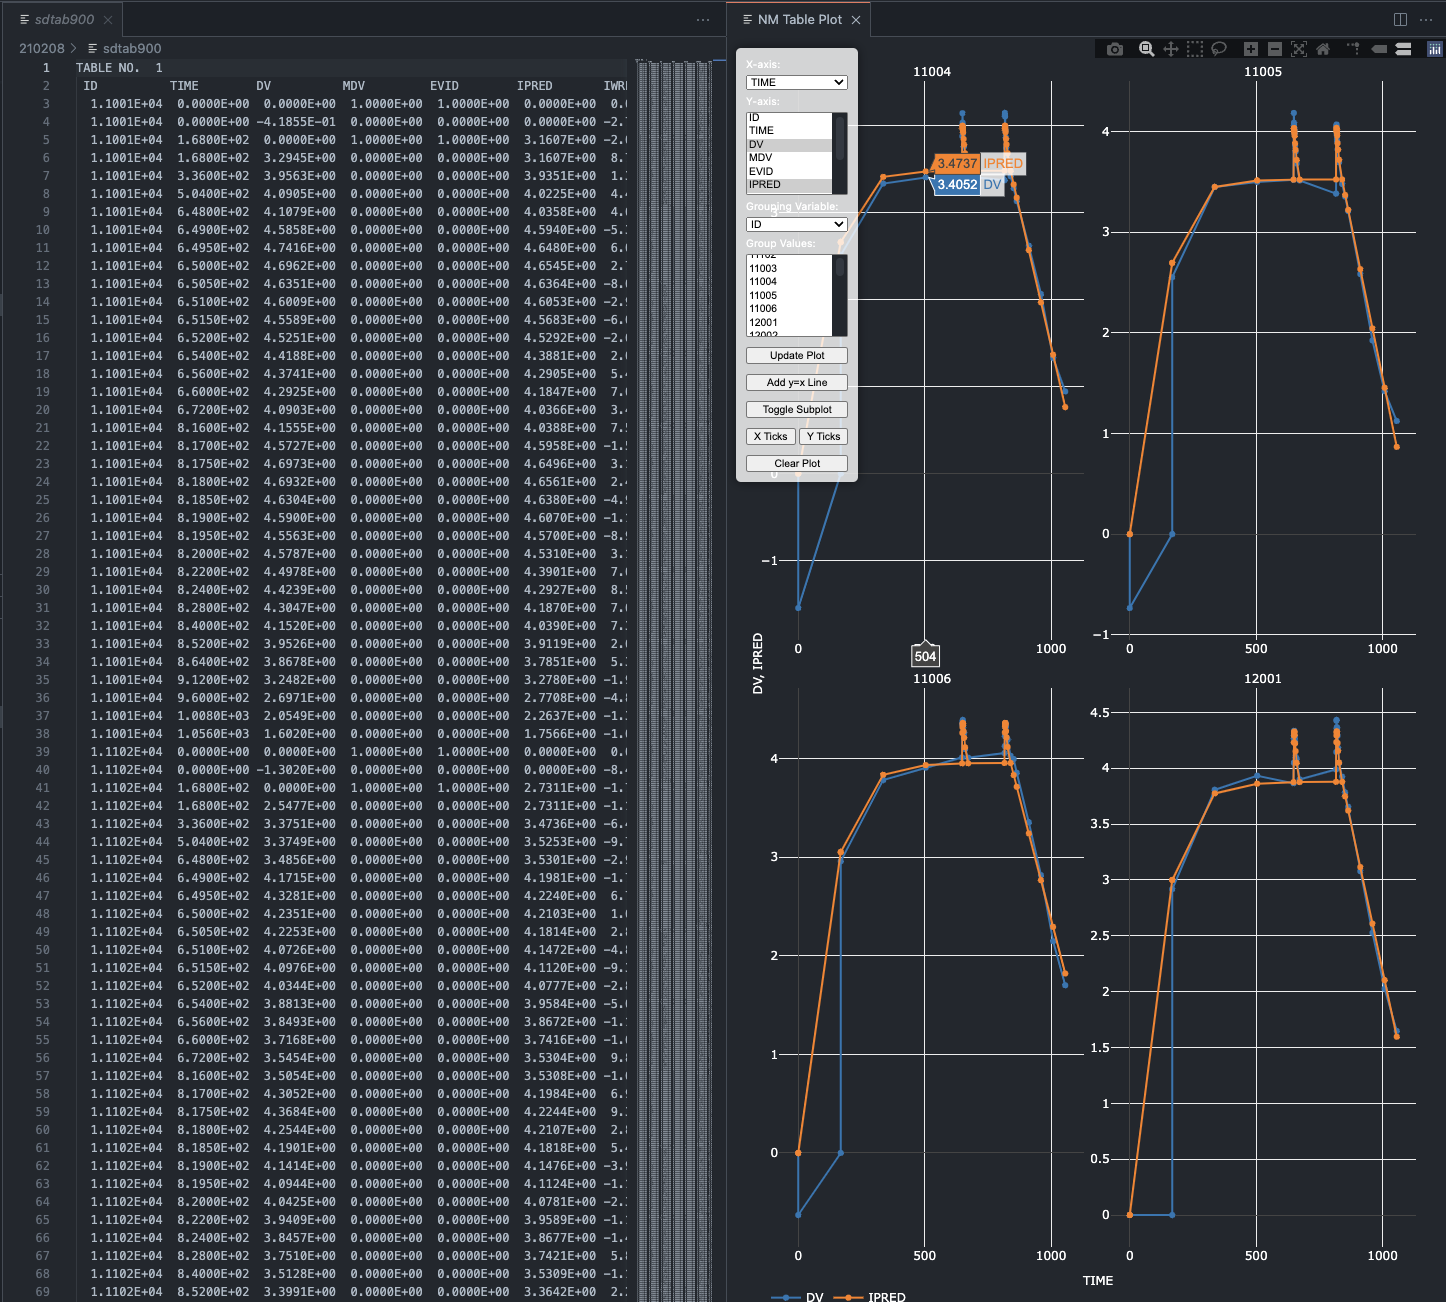 sdtab900
210208 > sdtab900
1 TABLE NO. 1
2 ID TIME DV MDV EVID IPRED IWR
3 1.1001E+04 0.0000E+00 0.0000E+00 1.0000E+00 1.0000E+00 0.0000E+00 0.
4 1.1001E+04 0.0000E+00 -4.1855E-01 0.0000E+00 0.0000E+00 0.0000E+00 -2.
5 1.1001E+04 1.6800E+02 0.0000E+00 1.0000E+00 1.0000E+00 3.1607E+00 -2.
6 1.1001E+04 1.6800E+02 3.2945E+00 0.0000E+00 0.0000E+00 3.1607E+00 8.
7 1.1001E+04 3.3600E+02 3.9535E+00 0.0000E+00 0.0000E+00 3.9351E+00 1.
8 1.1001E+04 5.0400E+02 4.0905E+00 0.0000E+00 0.0000E+00 4.0225E+00 4.
9 1.1001E+04 6.4800E+02 4.1079E+00 0.0000E+00 0.0000E+00 4.0358E+00 4.
10 1.1001E+04 6.4900E+02 4.5858E+00 0.0000E+00 0.0000E+00 4.5940E+00 -5.
11 1.1001E+04 6.4950E+02 4.7416E+00 0.0000E+00 0.0000E+00 4.6480E+00 6.
12 1.1001E+04 6.5000E+02 4.6962E+00 0.0000E+00 0.0000E+00 4.6545E+00 2.
13 1.1001E+04 6.5050E+02 4.6351E+00 0.0000E+00 0.0000E+00 4.6364E+00 -8.
14 1.1001E+04 6.5100E+02 4.6009E+00 0.0000E+00 0.0000E+00 4.6053E+00 -2.
15 1.1001E+04 6.5150E+02 4.5589E+00 0.0000E+00 0.0000E+00 4.5683E+00 -6.
16 1.1001E+04 6.5200E+02 4.5251E+00 0.0000E+00 0.0000E+00 4.5292E+00 -2.
17 1.1001E+04 6.5400E+02 4.4188E+00 0.0000E+00 0.0000E+00 4.3881E+00 2.
18 1.1001E+04 6.5600E+02 4.3741E+00 0.0000E+00 0.0000E+00 4.2905E+00 5.
19 1.1001E+04 6.6000E+02 4.2925E+00 0.0000E+00 0.0000E+00 4.1847E+00 7.
20 1.1001E+04 6.7200E+02 4.0903E+00 0.0000E+00 0.0000E+00 4.0366E+00 3.
21 1.1001E+04 8.1600E+02 4.1555E+00 0.0000E+00 0.0000E+00 4.0388E+00 7.
22 1.1001E+04 8.1700E+02 4.5727E+00 0.0000E+00 0.0000E+00 4.5958E+00 -1.
23 1.1001E+04 8.1750E+02 4.6973E+00 0.0000E+00 0.0000E+00 4.6496E+00 3.
24 1.1001E+04 8.1800E+02 4.6932E+00 0.0000E+00 0.0000E+00 4.6561E+00 2.
25 1.1001E+04 8.1850E+02 4.6304E+00 0.0000E+00 0.0000E+00 4.6380E+00 -4.
26 1.1001E+04 8.1900E+02 4.5900E+00 0.0000E+00 0.0000E+00 4.6070E+00 -1.
27 1.1001E+04 8.1950E+02 4.5563E+00 0.0000E+00 0.0000E+00 4.5700E+00 -8.
28 1.1001E+04 8.2000E+02 4.5787E+00 0.0000E+00 0.0000E+00 4.5310E+00 3.
29 1.1001E+04 8.2200E+02 4.4978E+00 0.0000E+00 0.0000E+00 4.3901E+00 7.
30 1.1001E+04 8.2400E+02 4.4239E+00 0.0000E+00 0.0000E+00 4.2927E+00 8.
31 1.1001E+04 8.2800E+02 4.3047E+00 0.0000E+00 0.0000E+00 4.1870E+00 7.
32 1.1001E+04 8.4000E+02 4.1520E+00 0.0000E+00 0.0000E+00 4.0390E+00 7.
33 1.1001E+04 8.5200E+02 3.9526E+00 0.0000E+00 0.0000E+00 3.9119E+00 2.
34 1.1001E+04 8.6400E+02 3.8678E+00 0.0000E+00 0.0000E+00 3.7851E+00 5.
35 1.1001E+04 9.1200E+02 3.2482E+00 0.0000E+00 0.0000E+00 3.2780E+00 -1.
36 1.1001E+04 9.6000E+02 2.6971E+00 0.0000E+00 0.0000E+00 2.7708E+00 -4.
37 1.1001E+04 1.0080E+03 2.0549E+00 0.0000E+00 0.0000E+00 2.2637E+00 -1.
38 1.1001E+04 1.0560E+03 1.6020E+00 0.0000E+00 0.0000E+00 1.7566E+00 -1.
39 1.1102E+04 0.0000E+00 0.0000E+00 1.0000E+00 1.0000E+00 0.0000E+00 0.
40 1.1102E+04 0.0000E+00 -1.3020E+00 0.0000E+00 0.0000E+00 0.0000E+00 -8.
41 1.1102E+04 1.6800E+02 0.0000E+00 1.0000E+00 1.0000E+00 2.7311E+00 -1.
42 1.1102E+04 1.6800E+02 2.5477E+00 0.0000E+00 0.0000E+00 2.7311E+00 -1.
43 1.1102E+04 3.3600E+02 3.3751E+00 0.0000E+00 0.0000E+00 3.4736E+00 -6.
44 1.1102E+04 5.0400E+02 3.3749E+00 0.0000E+00 0.0000E+00 3.5253E+00 -9.
45 1.1102E+04 6.4800E+02 3.4856E+00 0.0000E+00 0.0000E+00 3.5301E+00 -2.
46 1.1102E+04 6.4900E+02 4.1715E+00 0.0000E+00 0.0000E+00 4.1981E+00 -1.
47 1.1102E+04 6.4950E+02 4.3281E+00 0.0000E+00 0.0000E+00 4.2240E+00 6.
48 1.1102E+04 6.5000E+02 4.2351E+00 0.0000E+00 0.0000E+00 4.2103E+00 1.
49 1.1102E+04 6.5050E+02 4.2253E+00 0.0000E+00 0.0000E+00 4.1814E+00 2.
50 1.1102E+04 6.5100E+02 4.0726E+00 0.0000E+00 0.0000E+00 4.1472E+00 -4.
51 1.1102E+04 6.5150E+02 4.0976E+00 0.0000E+00 0.0000E+00 4.1120E+00 -9.
52 1.1102E+04 6.5200E+02 4.0344E+00 0.0000E+00 0.0000E+00 4.0777E+00 -2.
53 1.1102E+04 6.5400E+02 3.8813E+00 0.0000E+00 0.0000E+00 3.9584E+00 -5.
54 1.1102E+04 6.5600E+02 3.8493E+00 0.0000E+00 0.0000E+00 3.8672E+00 -1.
55 1.1102E+04 6.6000E+02 3.7168E+00 0.0000E+00 0.0000E+00 3.7416E+00 -1.
56 1.1102E+04 6.7200E+02 3.5454E+00 0.0000E+00 0.0000E+00 3.5304E+00 9.
57 1.1102E+04 8.1600E+02 3.5054E+00 0.0000E+00 0.0000E+00 3.5308E+00 -1.
58 1.1102E+04 8.1700E+02 4.3052E+00 0.0000E+00 0.0000E+00 4.1984E+00 6.
59 1.1102E+04 8.1750E+02 4.3684E+00 0.0000E+00 0.0000E+00 4.2244E+00 9.
60 1.1102E+04 8.1800E+02 4.2544E+00 0.0000E+00 0.0000E+00 4.2107E+00 2.
61 1.1102E+04 8.1850E+02 4.1901E+00 0.0000E+00 0.0000E+00 4.1818E+00 5.
62 1.1102E+04 8.1900E+02 4.1414E+00 0.0000E+00 0.0000E+00 4.1476E+00 -3.
63 1.1102E+04 8.1950E+02 4.0944E+00 0.0000E+00 0.0000E+00 4.1124E+00 -1.
64 1.1102E+04 8.2000E+02 4.0425E+00 0.0000E+00 0.0000E+00 4.0781E+00 -2.
65 1.1102E+04 8.2200E+02 3.9409E+00 0.0000E+00 0.0000E+00 3.9589E+00 -1.
66 1.1102E+04 8.2400E+02 3.8457E+00 0.0000E+00 0.0000E+00 3.8677E+00 -1.
67 1.1102E+04 8.2800E+02 3.7510E+00 0.0000E+00 0.0000E+00 3.7421E+00 5.
68 1.1102E+04 8.4000E+02 3.5128E+00 0.0000E+00 0.0000E+00 3.5309E+00 -1.
69 1.1102E+04 8.5200E+02 3.3991E+00 0.0000E+00 0.0000E+00 3.3642E+00 2.
NM Table Plot
X-axis:
TIME
Y-axis:
ID
TIME
DV
MDV
EVID
IPRED
Grouping Variable:
ID
Group Values:
11102
11003
11004
11005
11006
12001
12002
Update Plot
Add y=x Line
Toggle Subplot
X Ticks Y Ticks
Clear Plot
11004
3.4737 IPRED
3.4052 DV
3
0
−1
0 504 1000
11005
4
3
2
1
0
−1
0 500 1000
DV, IPRED
11006
4
3
2
1
0
0 500 1000
12001
4.5
4
3.5
3
2.5
2
1.5
1
0.5
0
0 500 1000
TIME
DV IPRED